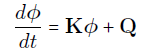 dϕ/dt = Kϕ + Q